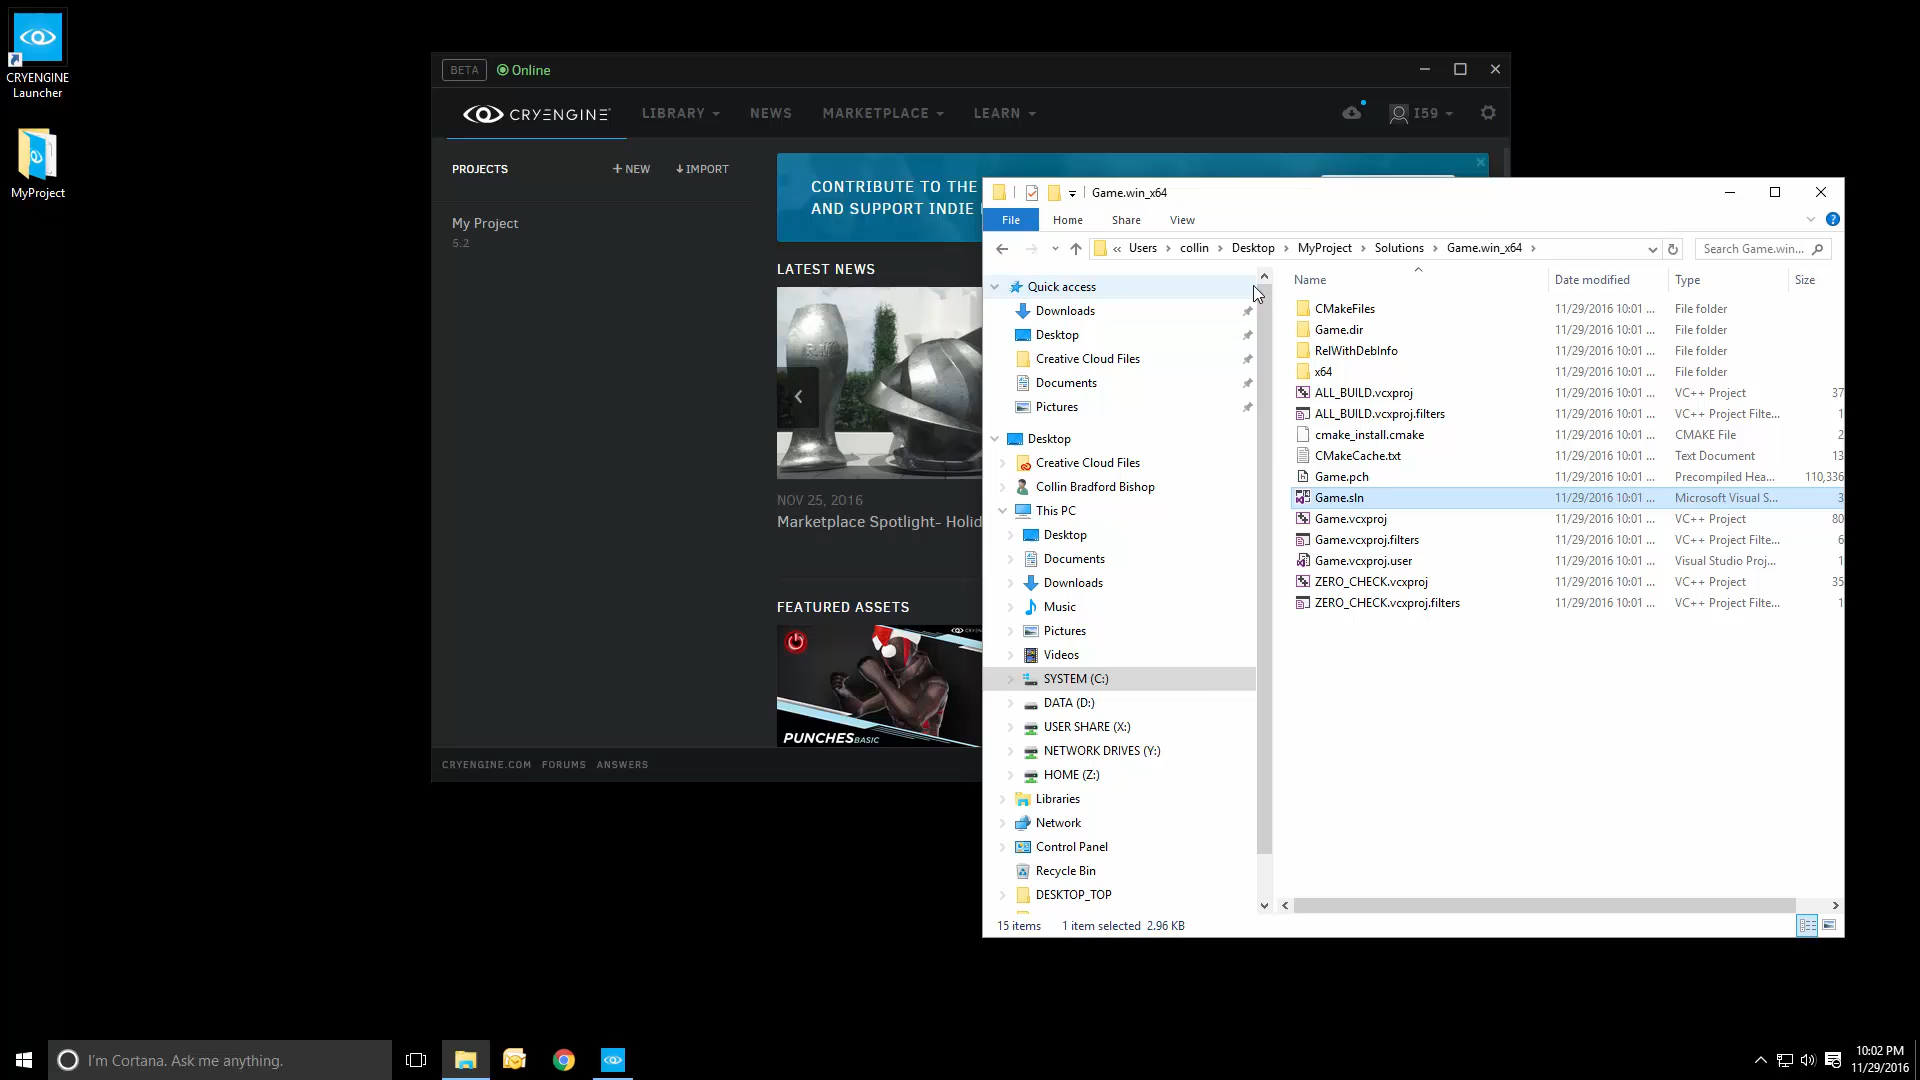 CRYENGINE
Launcher
MyProject
BETA
Online
CRYENGINE
LIBRARY
NEWS
MARKETPLACE
LEARN
I59
PROJECTS
+ NEW
IMPORT
My Project
5.2
CONTRIBUTE TO THE
AND SUPPORT INDIE
LATEST NEWS
NOV 25, 2016
Marketplace Spotlight- Holid
FEATURED ASSETS
PUNCHES BASIC
CRYENGINE.COM FORUMS ANSWERS
Game.win_x64
File Home Share View
« Users › collin › Desktop › MyProject › Solutions › Game.win_x64 ›
Search Game.win...
Quick access
Downloads
Desktop
Creative Cloud Files
Documents
Pictures
Desktop
Creative Cloud Files
Collin Bradford Bishop
This PC
Desktop
Documents
Downloads
Music
Pictures
Videos
SYSTEM (C:)
DATA (D:)
USER SHARE (X:)
NETWORK DRIVES (Y:)
HOME (Z:)
Libraries
Network
Control Panel
Recycle Bin
DESKTOP_TOP
Name Date modified Type Size
CMakeFiles 11/29/2016 10:01 ... File folder
Game.dir 11/29/2016 10:01 ... File folder
RelWithDebInfo 11/29/2016 10:01 ... File folder
x64 11/29/2016 10:01 ... File folder
ALL_BUILD.vcxproj 11/29/2016 10:01 ... VC++ Project 37
ALL_BUILD.vcxproj.filters 11/29/2016 10:01 ... VC++ Project Filte... 1
cmake_install.cmake 11/29/2016 10:01 ... CMAKE File 2
CMakeCache.txt 11/29/2016 10:01 ... Text Document 13
Game.pch 11/29/2016 10:01 ... Precompiled Hea... 110,336
Game.sln 11/29/2016 10:01 ... Microsoft Visual S... 3
Game.vcxproj 11/29/2016 10:01 ... VC++ Project 80
Game.vcxproj.filters 11/29/2016 10:01 ... VC++ Project Filte... 6
Game.vcxproj.user 11/29/2016 10:01 ... Visual Studio Proj... 1
ZERO_CHECK.vcxproj 11/29/2016 10:01 ... VC++ Project 35
ZERO_CHECK.vcxproj.filters 11/29/2016 10:01 ... VC++ Project Filte... 1
15 items 1 item selected 2.96 KB
I'm Cortana. Ask me anything.
10:02 PM
11/29/2016